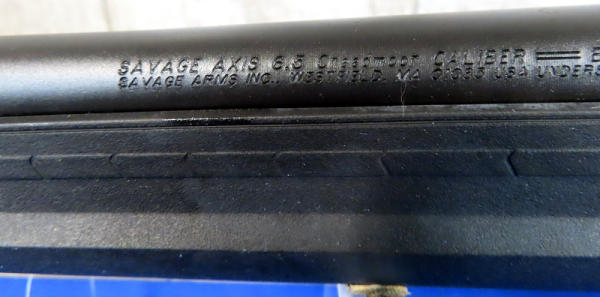 SAVAGE AXIS 6.5 Creedmoor CALIBER
SAVAGE ARMS INC., WESTFIELD, MA 01085 USA